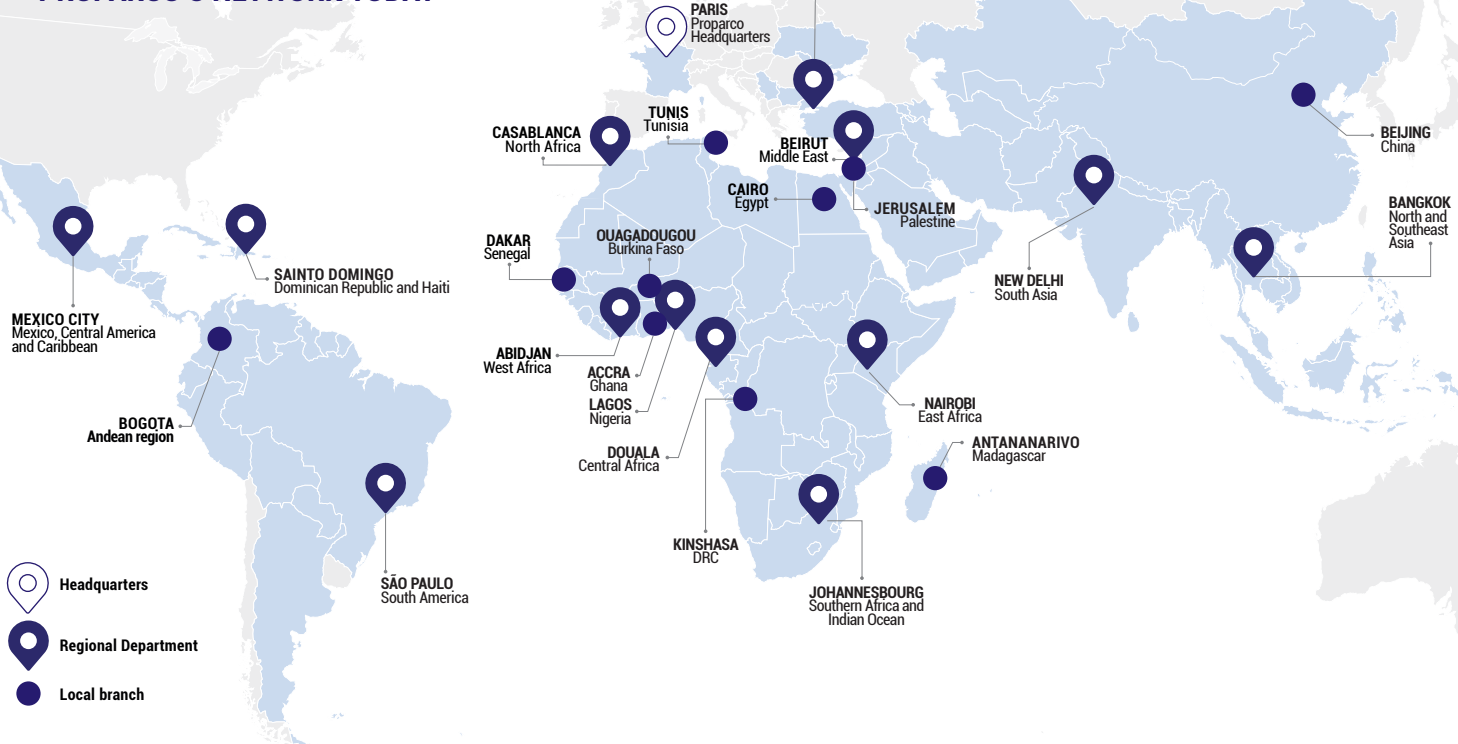 PARIS
Proparco
Headquarters
TUNIS
Tunisia
CASABLANCA
North Africa
BEIRUT
Middle East
BEIJING
China
CAIRO
Egypt
JERUSALEM
Palestine
BANGKOK
North and
Southeast
Asia
DAKAR
Senegal
OUAGADOUGOU
Burkina Faso
SAINTO DOMINGO
Dominican Republic and Haiti
NEW DELHI
South Asia
MEXICO CITY
Mexico, Central America
and Caribbean
ABIDJAN
West Africa
ACCRA
Ghana
LAGOS
Nigeria
NAIROBI
East Africa
BOGOTA
Andean region
DOUALA
Central Africa
ANTANANARIVO
Madagascar
KINSHASA
DRC
SÃO PAULO
South America
JOHANNESBOURG
Southern Africa and
Indian Ocean
Headquarters
Regional Department
Local branch